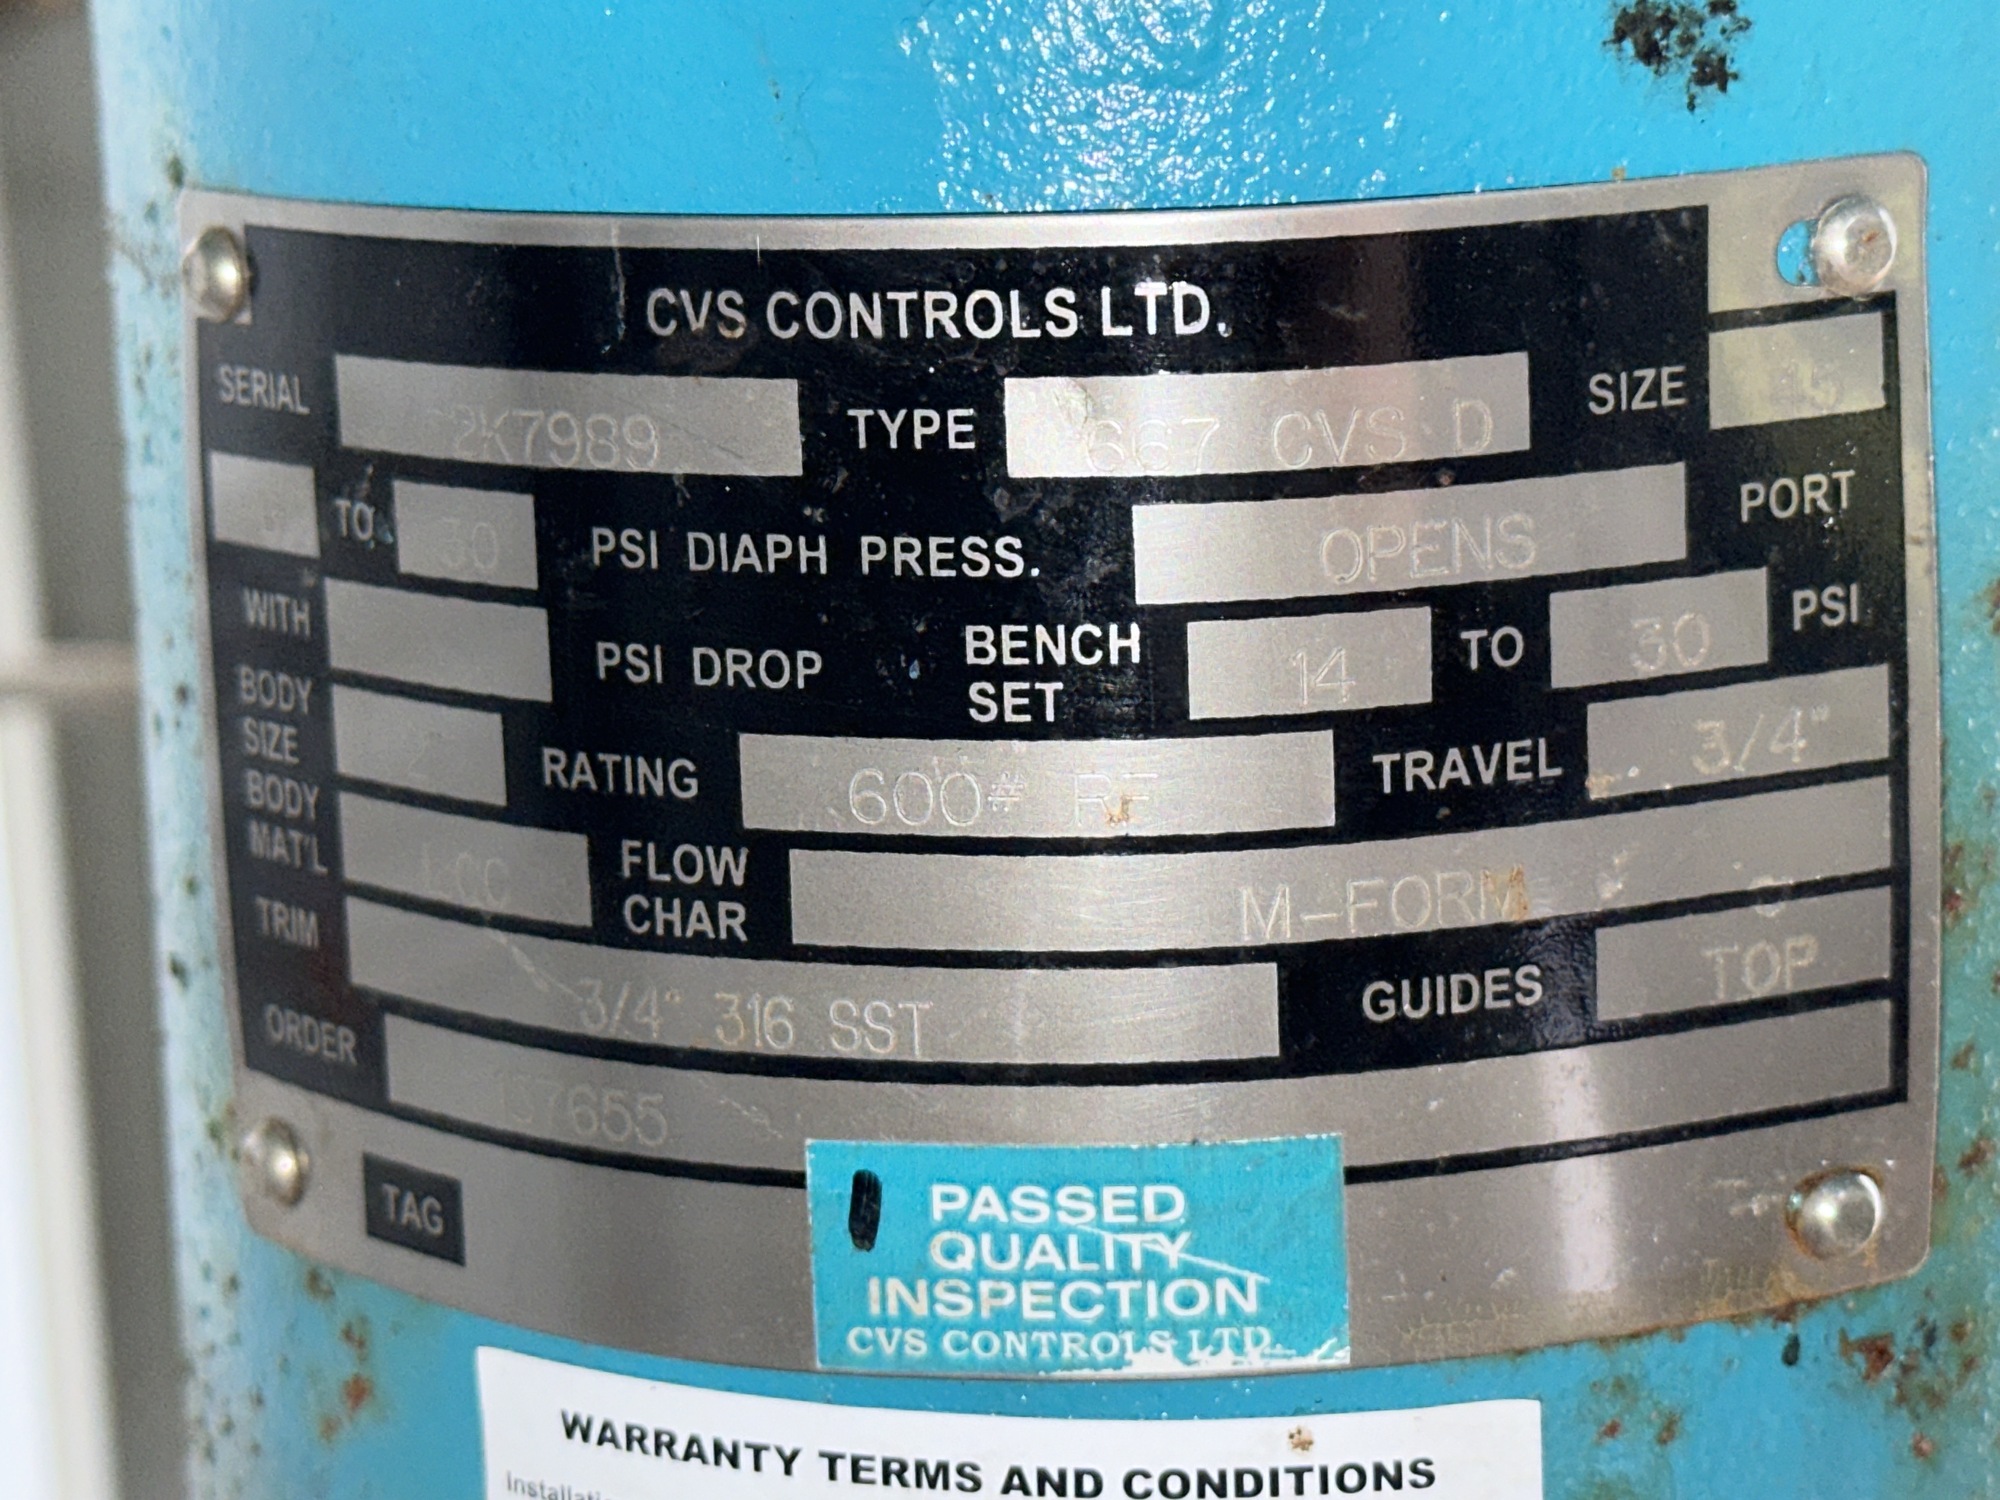 CVS CONTROLS LTD.
SERIAL 2K7989 TYPE 667 CVS D SIZE 45
TO 30 PSI DIAPH PRESS. OPENS PORT
WITH PSI DROP BENCH SET 14 TO 30 PSI
BODY SIZE 2 RATING 600# RF TRAVEL 3/4"
BODY MAT'L LCC FLOW CHAR M-FORM
TRIM 3/4" 316 SST GUIDES TOP
ORDER 157655
TAG
PASSED
QUALITY
INSPECTION
CVS CONTROLS LTD.
WARRANTY TERMS AND CONDITIONS